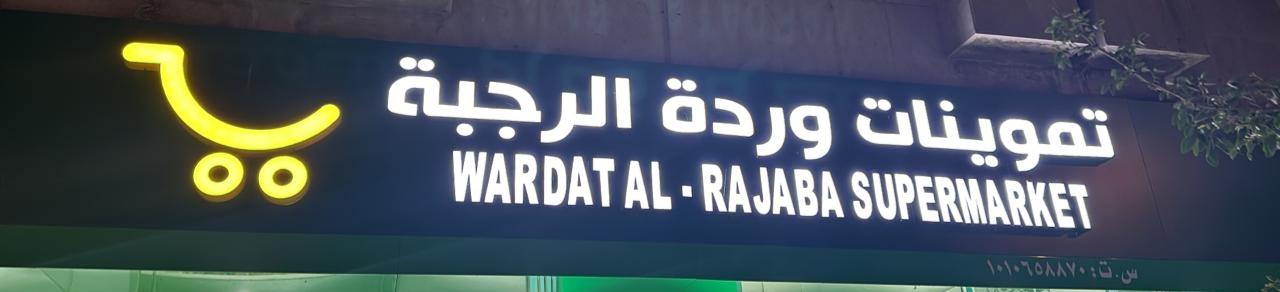 تموينات وردة الرجبة
WARDAT AL - RAJABA SUPERMARKET
س.ت: ١٠١٠٦٥٨٨٧٠